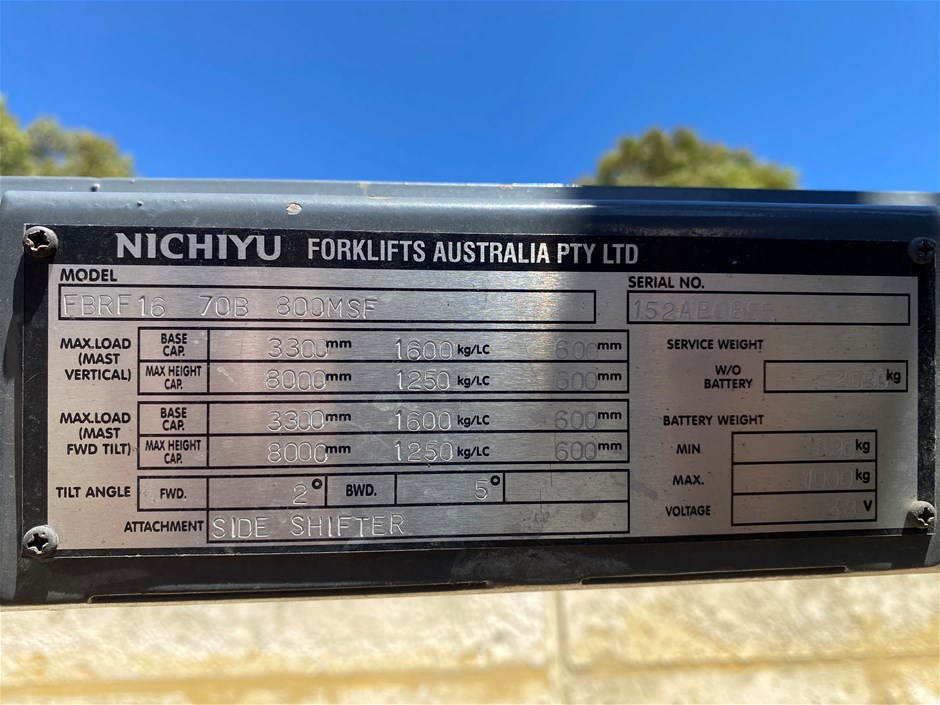 NICHIYU FORKLIFTS AUSTRALIA PTY LTD
MODEL
FBRF16 70B 800MSF
SERIAL NO.
MAX.LOAD (MAST VERTICAL)
BASE CAP. 3300mm 1600 kg/LC 600mm
MAX HEIGHT CAP. 8000mm 1250 kg/LC 600mm
MAX.LOAD (MAST FWD TILT)
BASE CAP. 3300mm 1600 kg/LC 600mm
MAX HEIGHT CAP. 8000mm 1250 kg/LC 600mm
TILT ANGLE FWD. 2° BWD. 5°
ATTACHMENT SIDE SHIFTER
SERVICE WEIGHT
W/O BATTERY kg
BATTERY WEIGHT
MIN kg
MAX. kg
VOLTAGE V